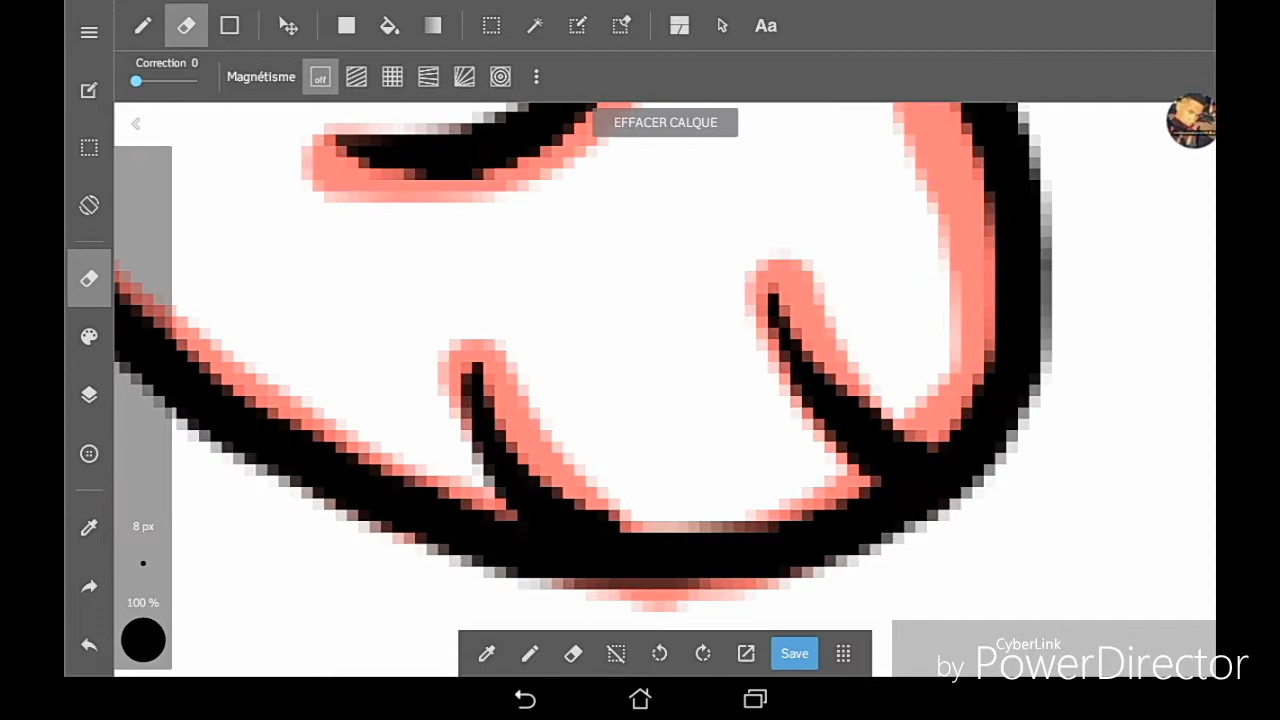 Aa
Correction 0
Magnétisme
off
EFFACER CALQUE
8 px
100 %
Save
CyberLink
by PowerDirector